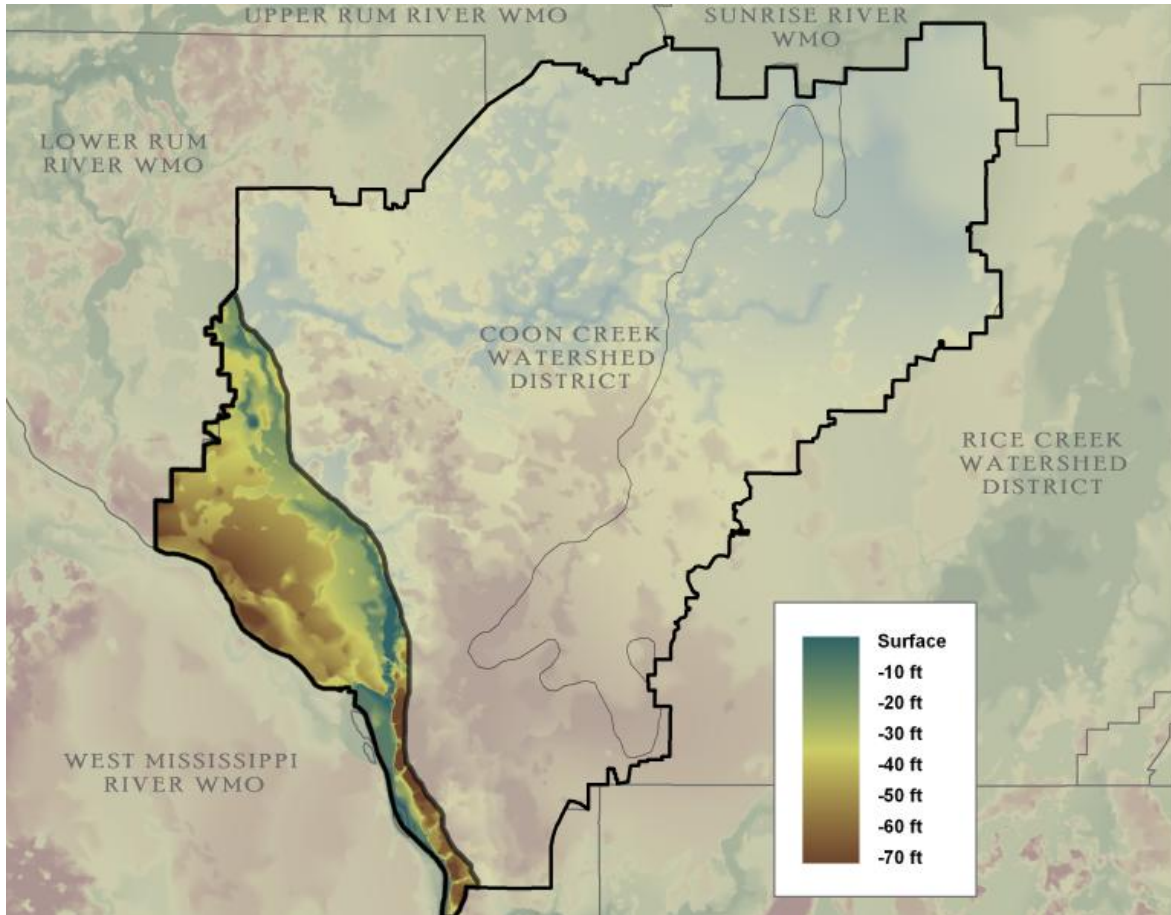 UPPER RUM RIVER WMO
SUNRISE RIVER
WMO
LOWER RUM
RIVER WMO
COON CREEK
WATERSHED
DISTRICT
RICE CREEK
WATERSHED
DISTRICT
WEST MISSISSIPPI
RIVER WMO
Surface
-10 ft
-20 ft
-30 ft
-40 ft
-50 ft
-60 ft
-70 ft